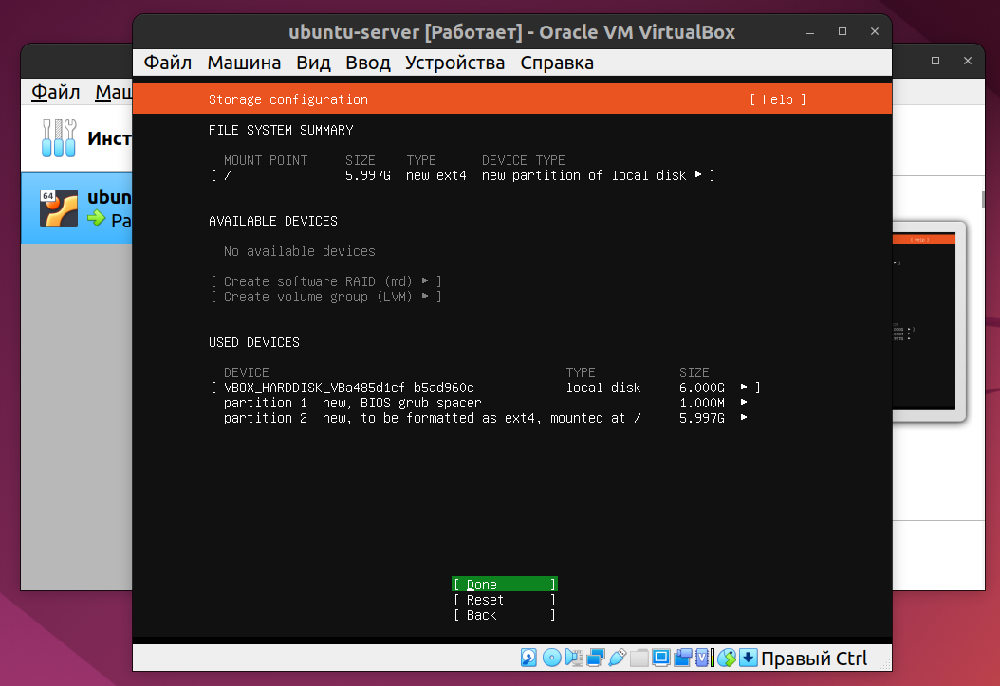 ubuntu-server [Работает] - Oracle VM VirtualBox
Файл Машина Вид Ввод Устройства Справка
Файл Маш
Инст
64
ubun
Ра
Storage configuration [ Help ]
FILE SYSTEM SUMMARY
MOUNT POINT SIZE TYPE DEVICE TYPE
[ / 5.997G new ext4 new partition of local disk ▸ ]
AVAILABLE DEVICES
No available devices
[ Create software RAID (md) ▸ ]
[ Create volume group (LVM) ▸ ]
USED DEVICES
DEVICE TYPE SIZE
[ VBOX_HARDDISK_VBa485d1cf-b5ad960c local disk 6.000G ▸ ]
partition 1 new, BIOS grub spacer 1.000M ▸
partition 2 new, to be formatted as ext4, mounted at / 5.997G ▸
[ Done ]
[ Reset ]
[ Back ]
Правый Ctrl
[ Help ]